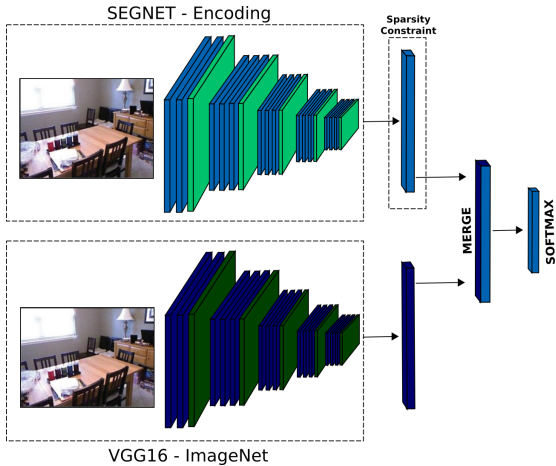 SEGNET - Encoding
Sparsity
Constraint
MERGE
SOFTMAX
VGG16 - ImageNet